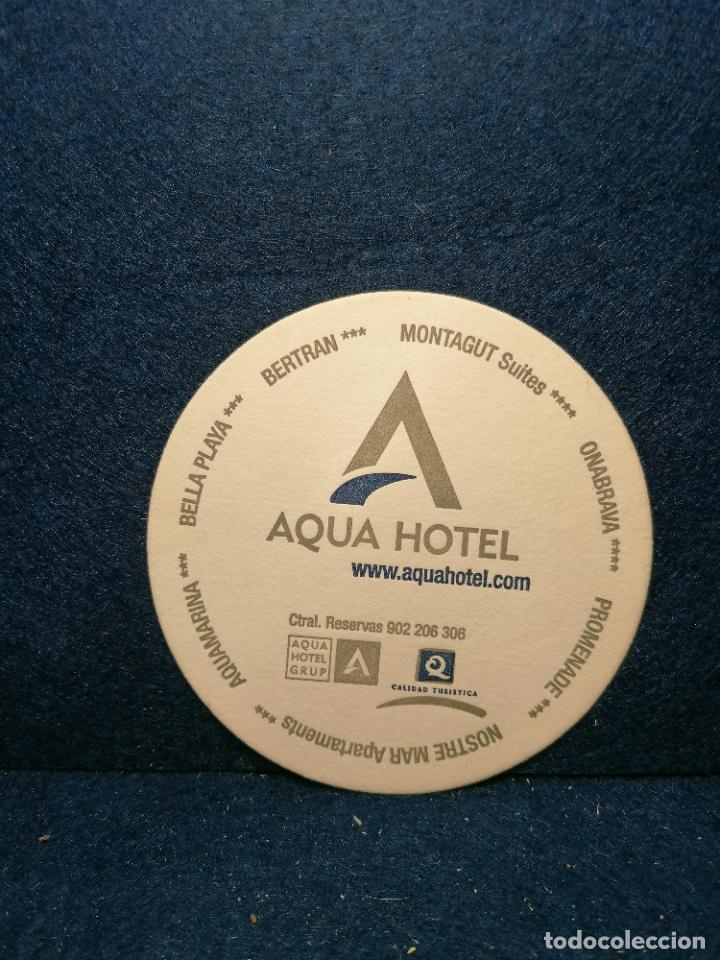 BERTRAN ***
MONTAGUT Suites ****
ONABRAVA ****
PROMENADE ***
NOSTRE MAR Apartaments
AQUAMARINA ***
BELLA PLAYA ***
AQUA HOTEL
www.aquahotel.com
Ctral. Reservas 902 206 306
AQUA
HOTEL
GRUP
Q
CALIDAD TURISTICA
todocoleccion